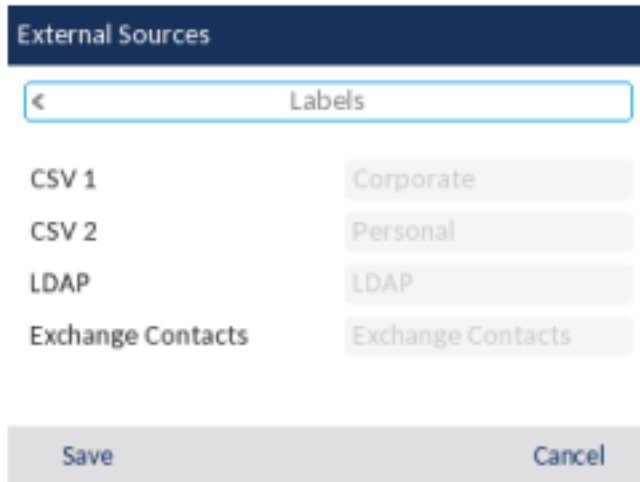 External Sources
< Labels
CSV 1 Corporate
CSV 2 Personal
LDAP LDAP
Exchange Contacts Exchange Contacts
Save Cancel